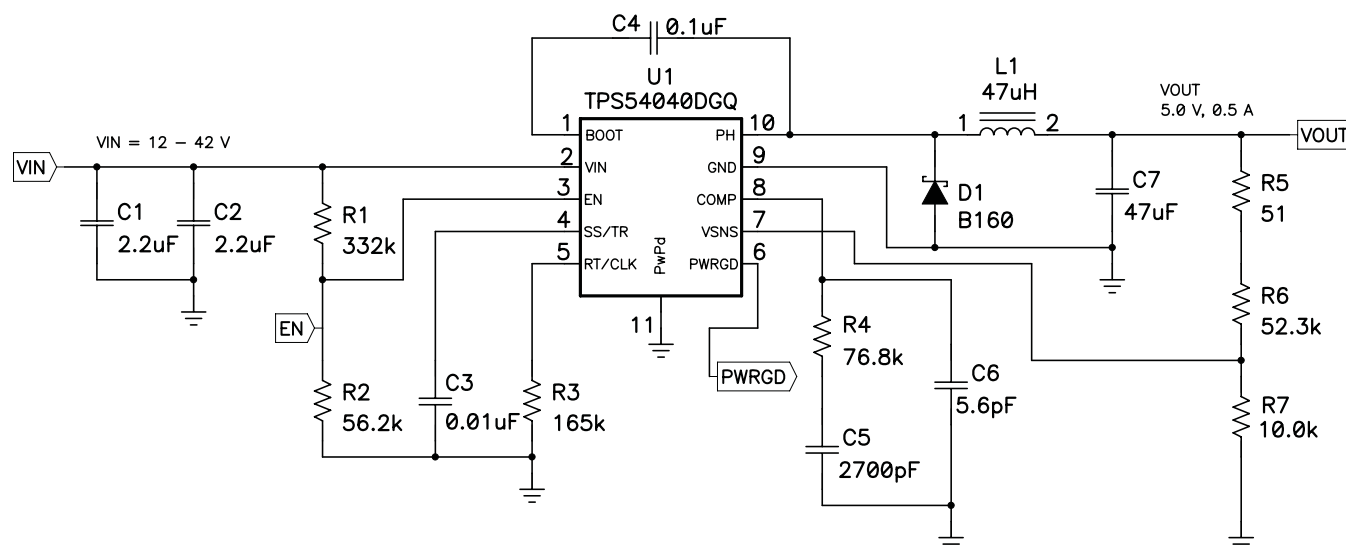 C4
0.1uF
U1
TPS54040DGQ
L1
47uH
VOUT
5.0 V, 0.5 A
VIN = 12 – 42 V
VIN
1
BOOT
PH
10
1
2
VOUT
2
VIN
GND
9
3
EN
COMP
8
4
SS/TR
VSNS
7
5
RT/CLK
PwPd
PWRGD
6
11
C1
2.2uF
C2
2.2uF
R1
332k
D1
B160
C7
47uF
R5
51
EN
R6
52.3k
R4
76.8k
PWRGD
R2
56.2k
C3
0.01uF
R3
165k
C6
5.6pF
C5
2700pF
R7
10.0k